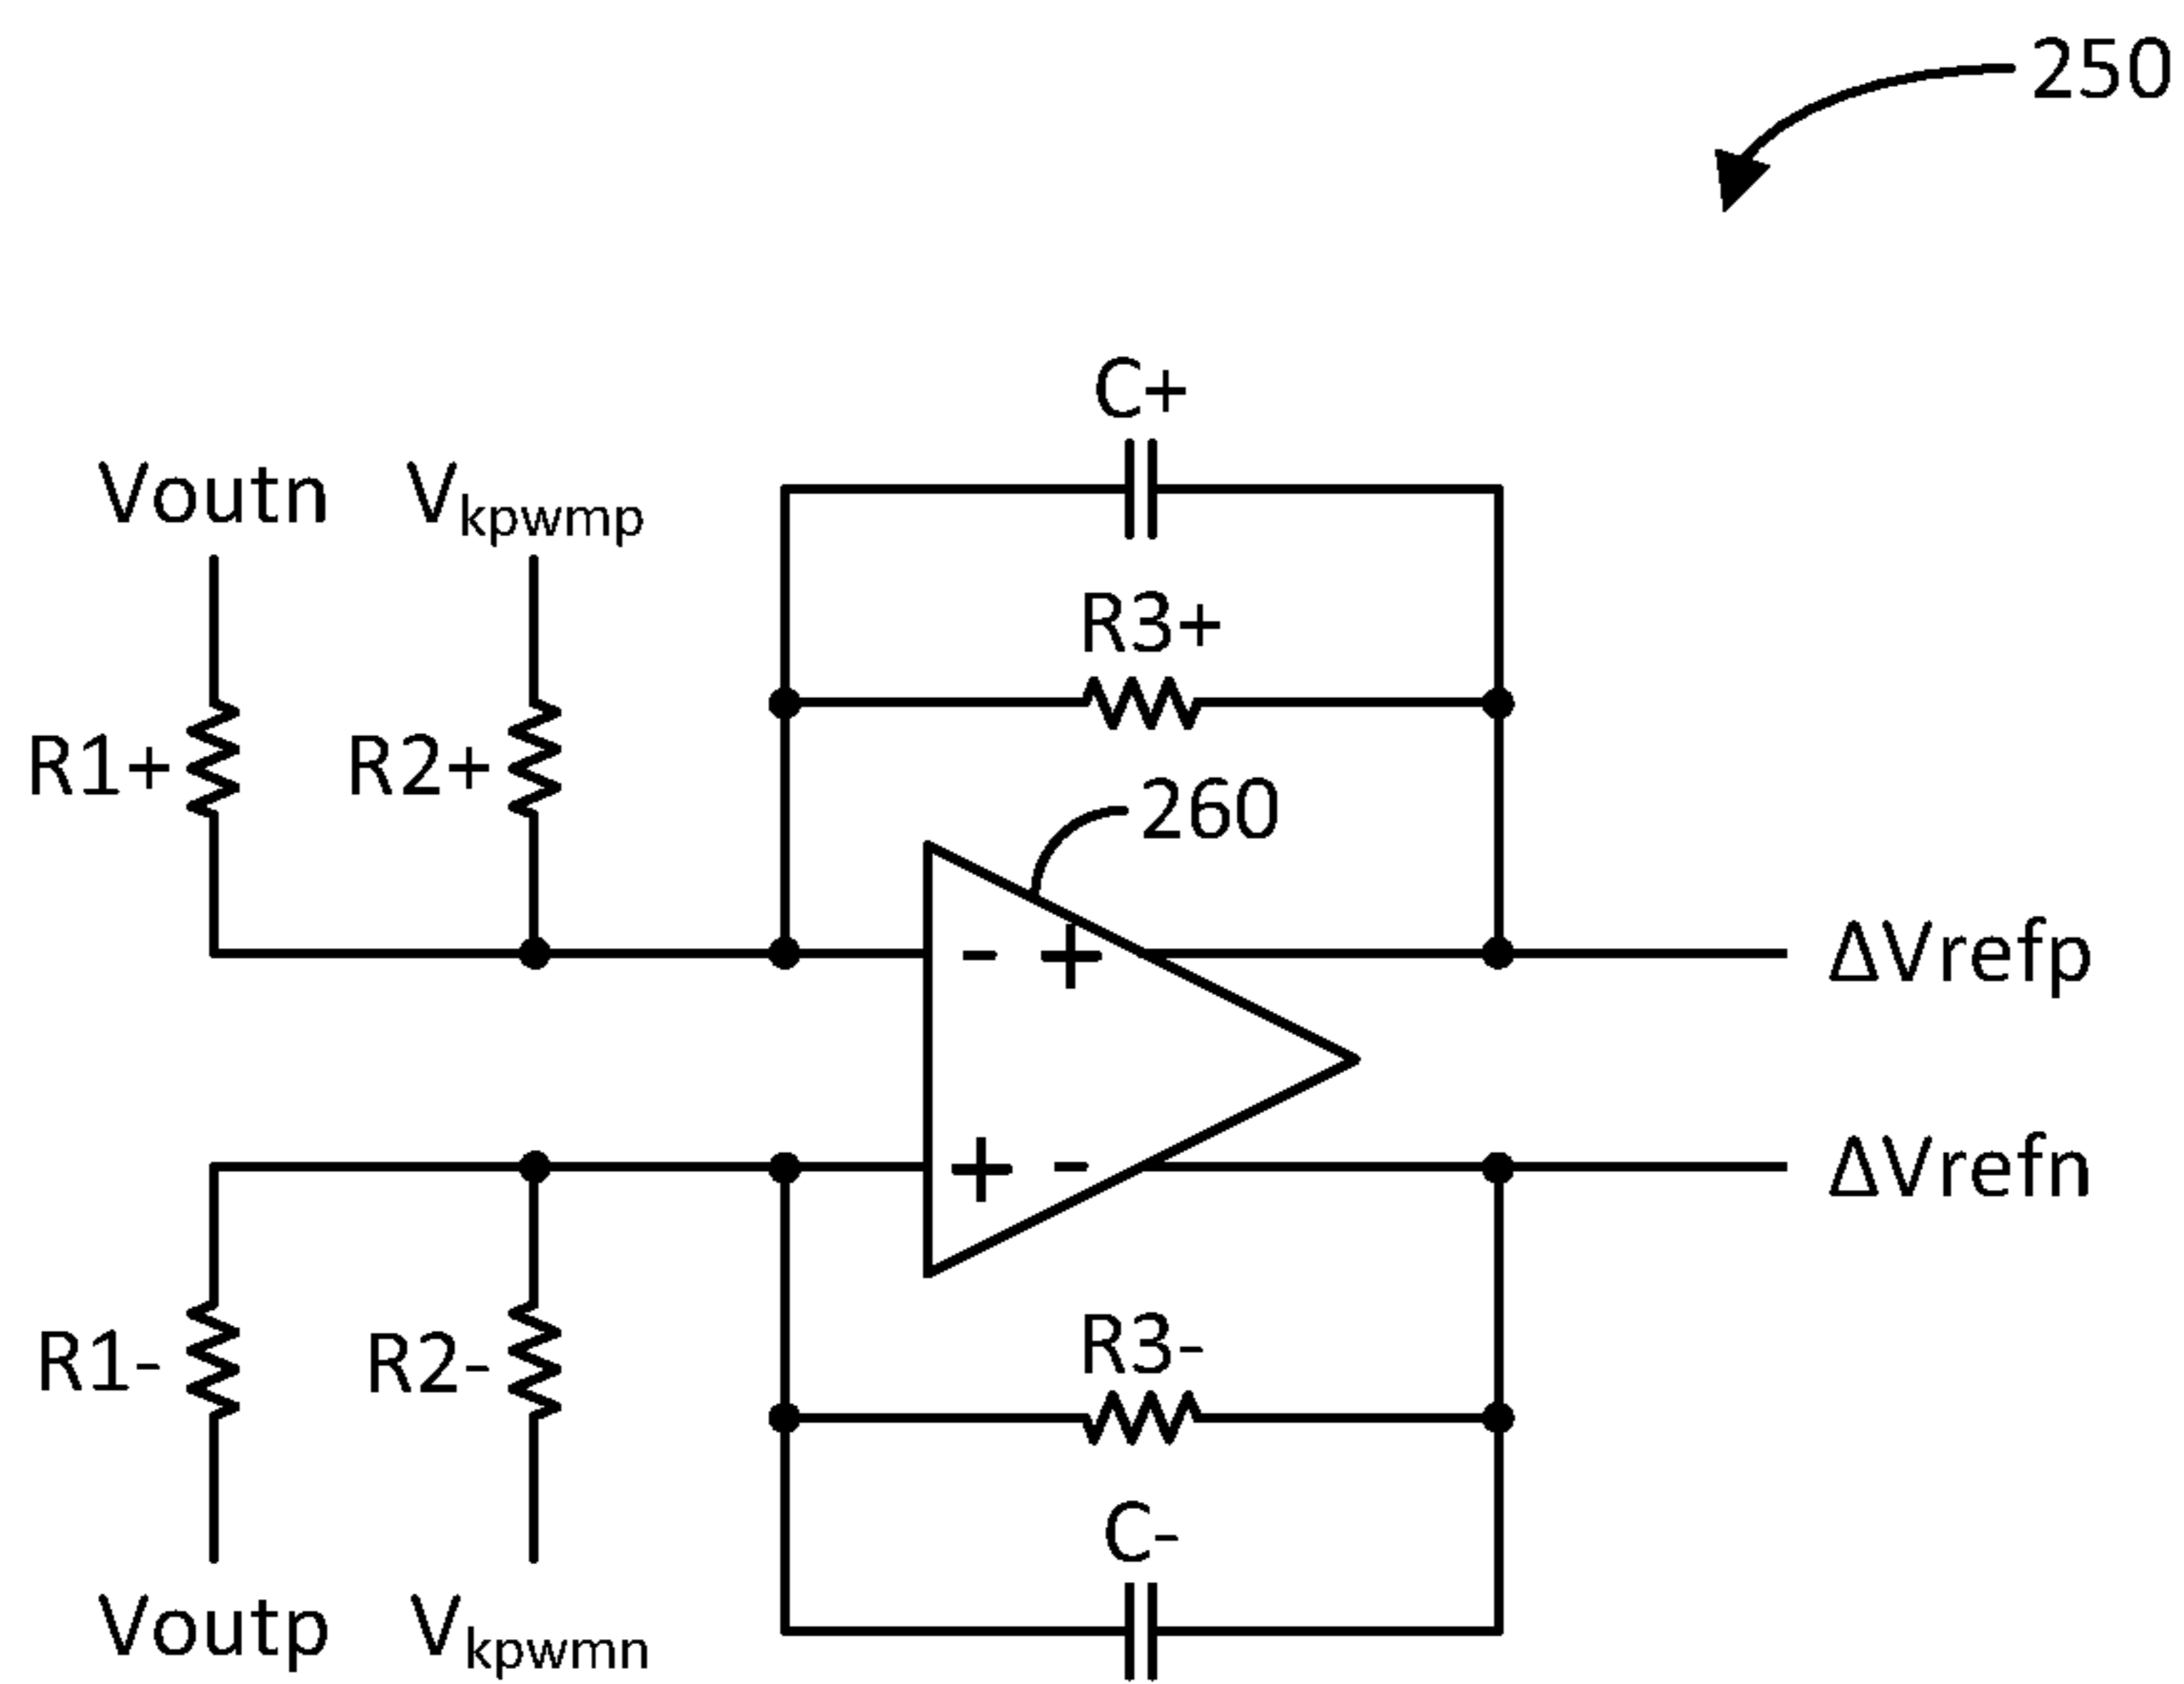 250
C+
Voutn
Vkpwmp
R3+
R1+
R2+
260
- +
ΔVrefp
+ -
ΔVrefn
R1-
R2-
R3-
C-
Voutp
Vkpwmn